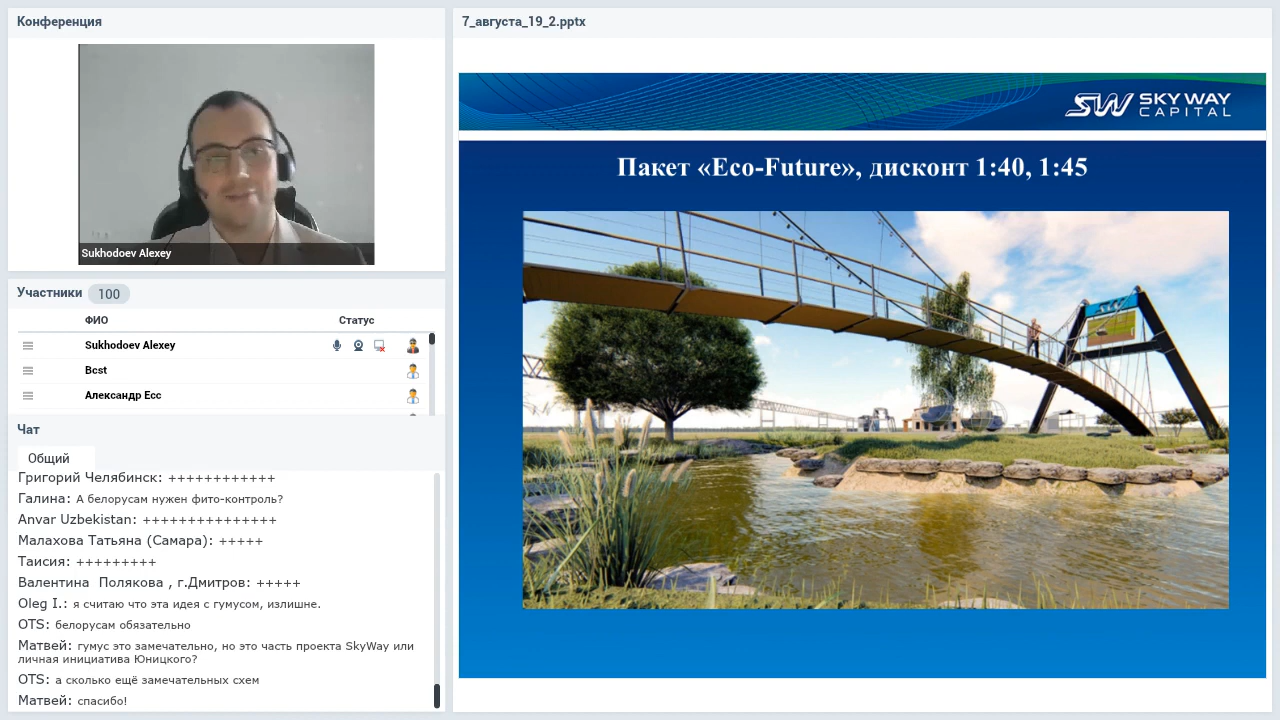 Конференция
Sukhodoev Alexey
Участники 100
ФИО Статус
Sukhodoev Alexey
Bcst
Александр Есс
Чат
Общий
Григорий Челябинск: ++++++++++++
Галина: А белорусам нужен фито-контроль?
Anvar Uzbekistan: +++++++++++++++
Малахова Татьяна (Самара): +++++
Таисия: +++++++++
Валентина Полякова , г.Дмитров: +++++
Oleg I.: я считаю что эта идея с гумусом, излишне.
OTS: белорусам обязательно
Матвей: гумус это замечательно, но это часть проекта SkyWay или
личная инициатива Юницкого?
OTS: а сколько ещё замечательных схем
Матвей: спасибо!
7_августа_19_2.pptx
SW SKY WAY
CAPITAL
Пакет «Eco-Future», дисконт 1:40, 1:45